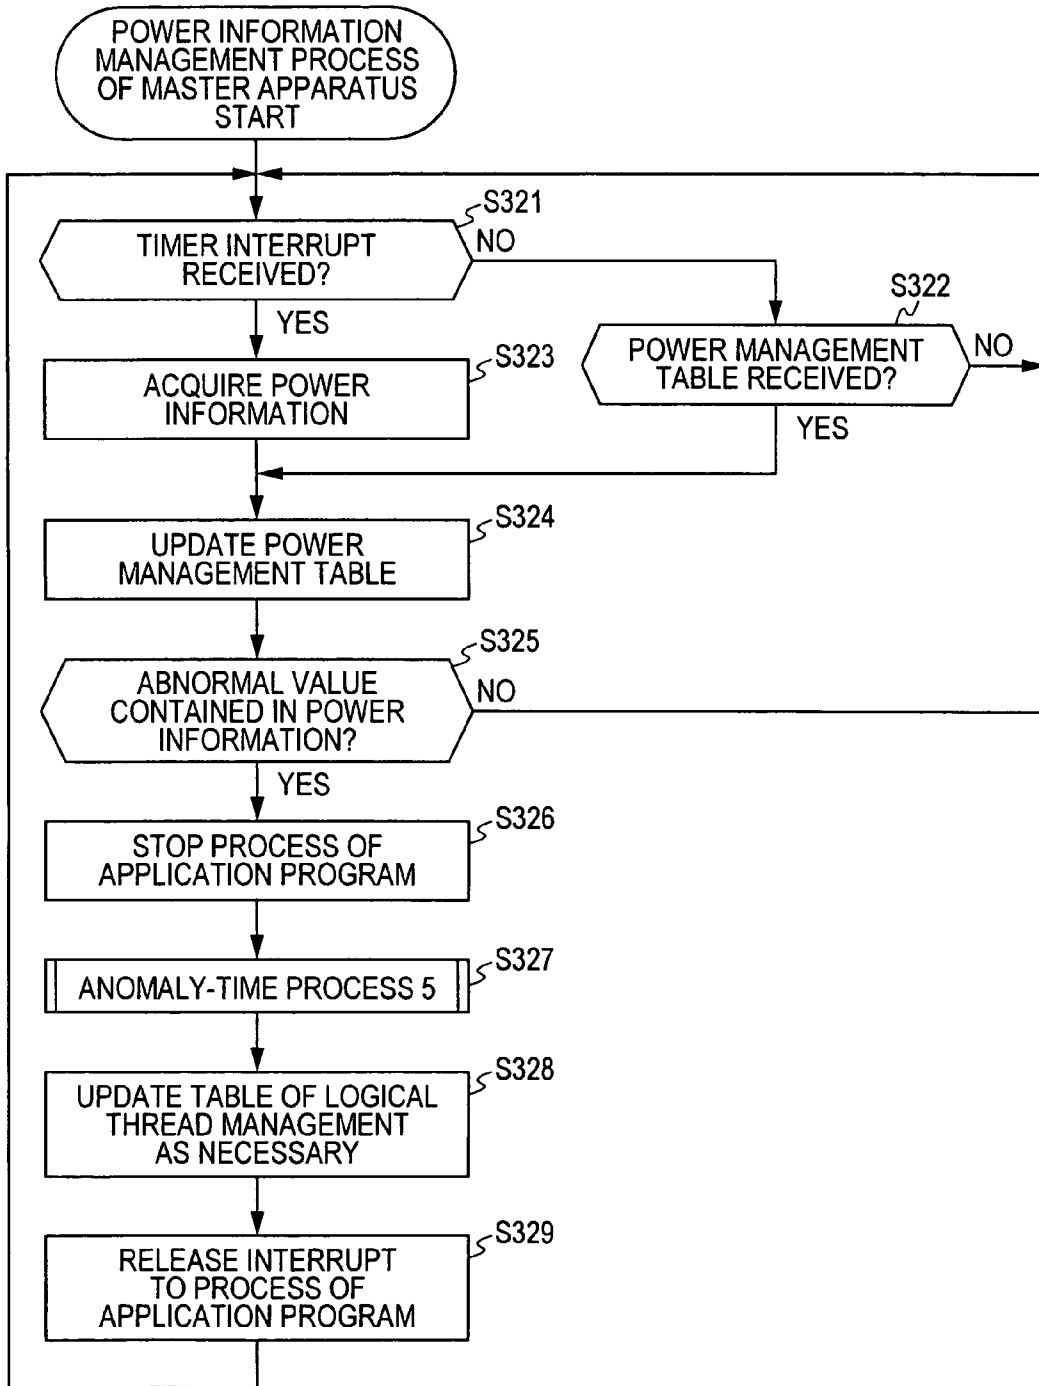 POWER INFORMATION
MANAGEMENT PROCESS
OF MASTER APPARATUS
START
S321
TIMER INTERRUPT
RECEIVED?
NO
YES
S322
POWER MANAGEMENT
TABLE RECEIVED?
NO
YES
S323
ACQUIRE POWER
INFORMATION
S324
UPDATE POWER
MANAGEMENT TABLE
S325
ABNORMAL VALUE
CONTAINED IN POWER
INFORMATION?
NO
YES
S326
STOP PROCESS OF
APPLICATION PROGRAM
S327
ANOMALY-TIME PROCESS 5
S328
UPDATE TABLE OF LOGICAL
THREAD MANAGEMENT
AS NECESSARY
S329
RELEASE INTERRUPT
TO PROCESS OF
APPLICATION PROGRAM